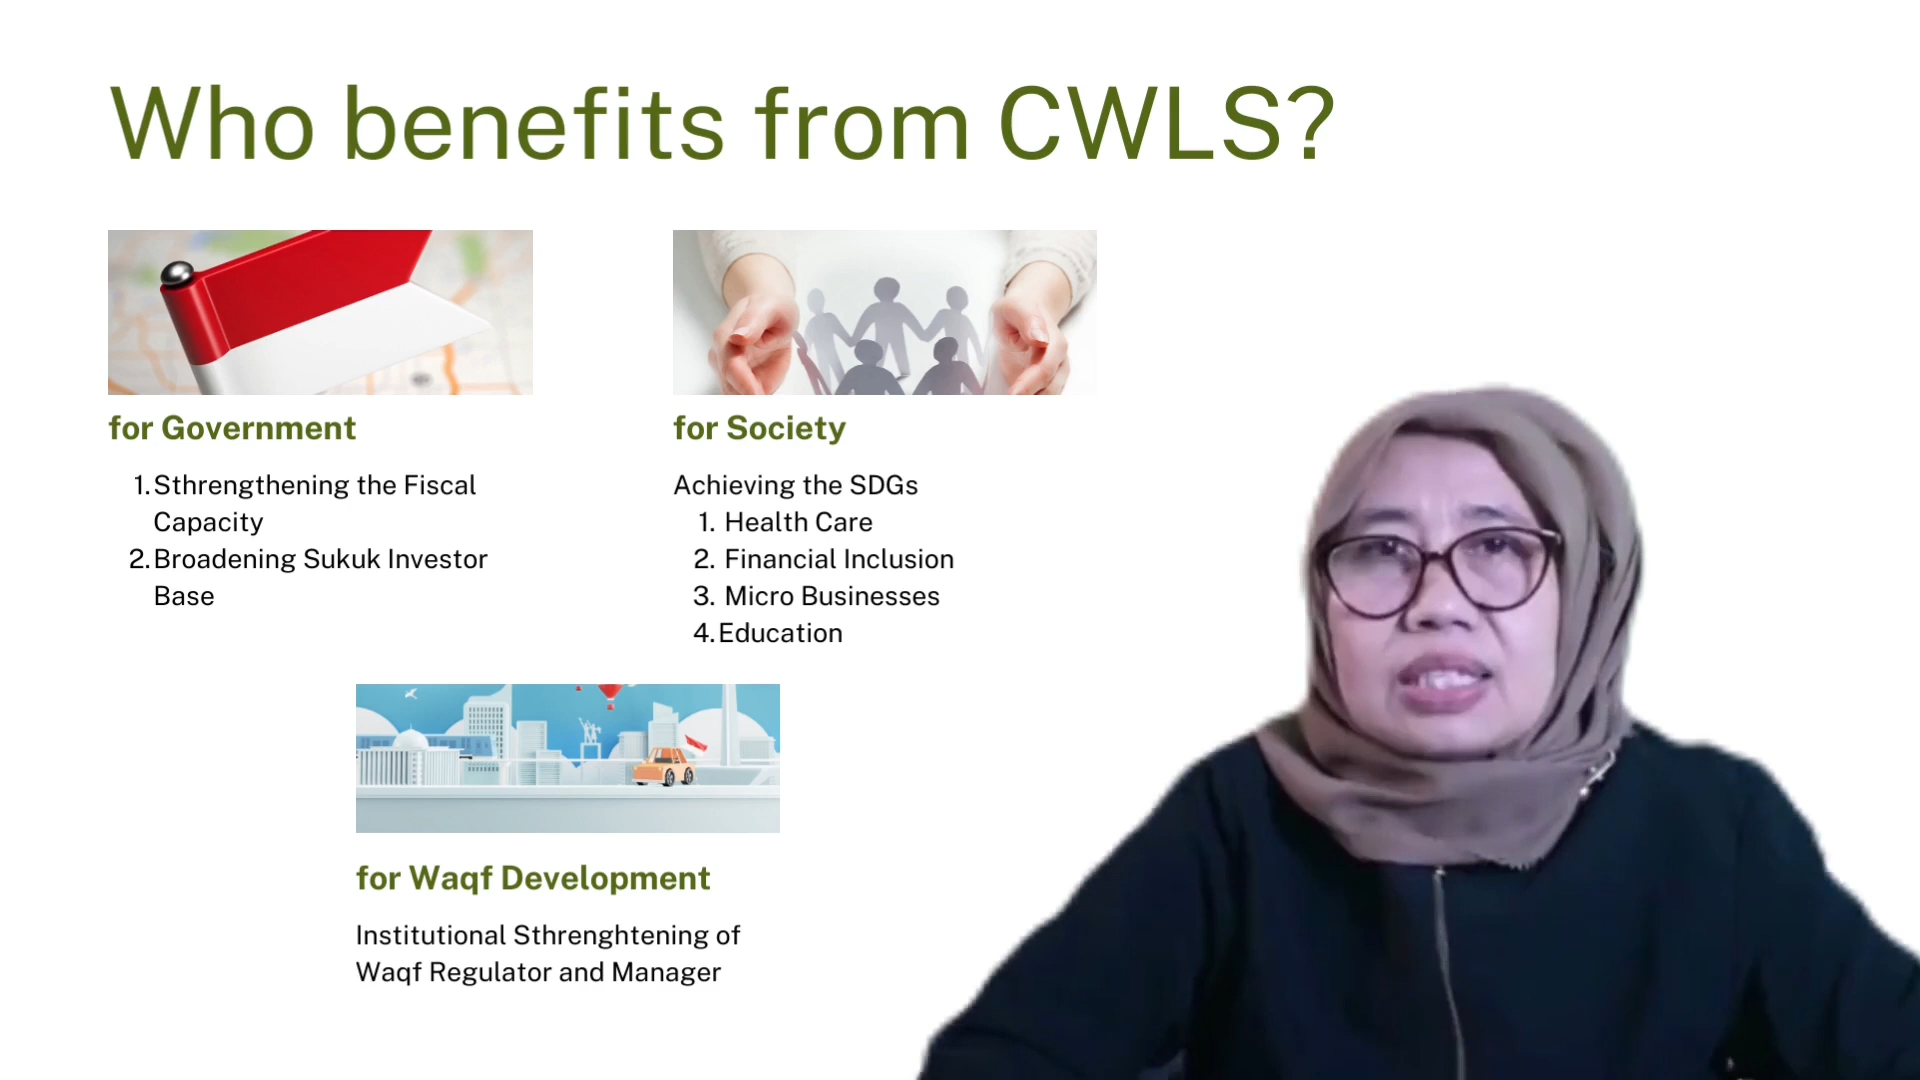 Who benefits from CWLS?
for Government
1.Sthrengthening the Fiscal
Capacity
2.Broadening Sukuk Investor
Base
for Society
Achieving the SDGs
1. Health Care
2. Financial Inclusion
3. Micro Businesses
4.Education
for Waqf Development
Institutional Sthrenghtening of
Waqf Regulator and Manager